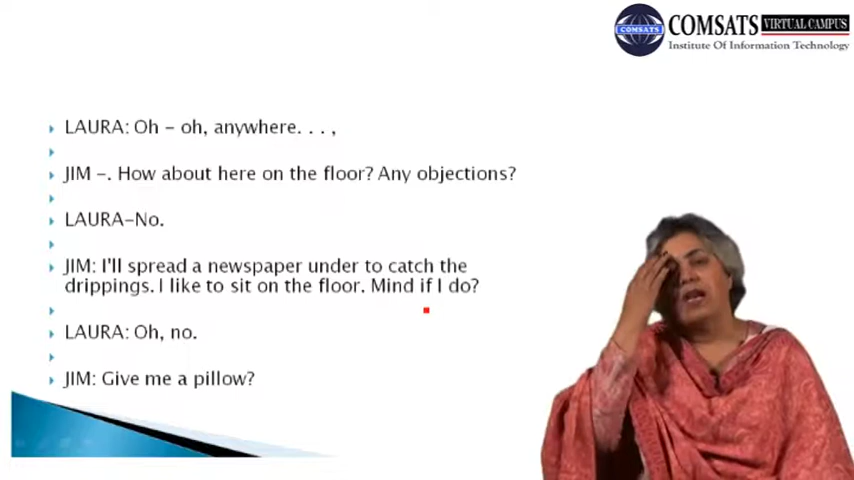 COMSATS VIRTUAL CAMPUS
COMSATS
Institute Of Information Technology
LAURA: Oh – oh, anywhere. . . ,
JIM –. How about here on the floor? Any objections?
LAURA–No.
JIM: I'll spread a newspaper under to catch the
drippings. I like to sit on the floor. Mind if I do?
LAURA: Oh, no.
JIM: Give me a pillow?